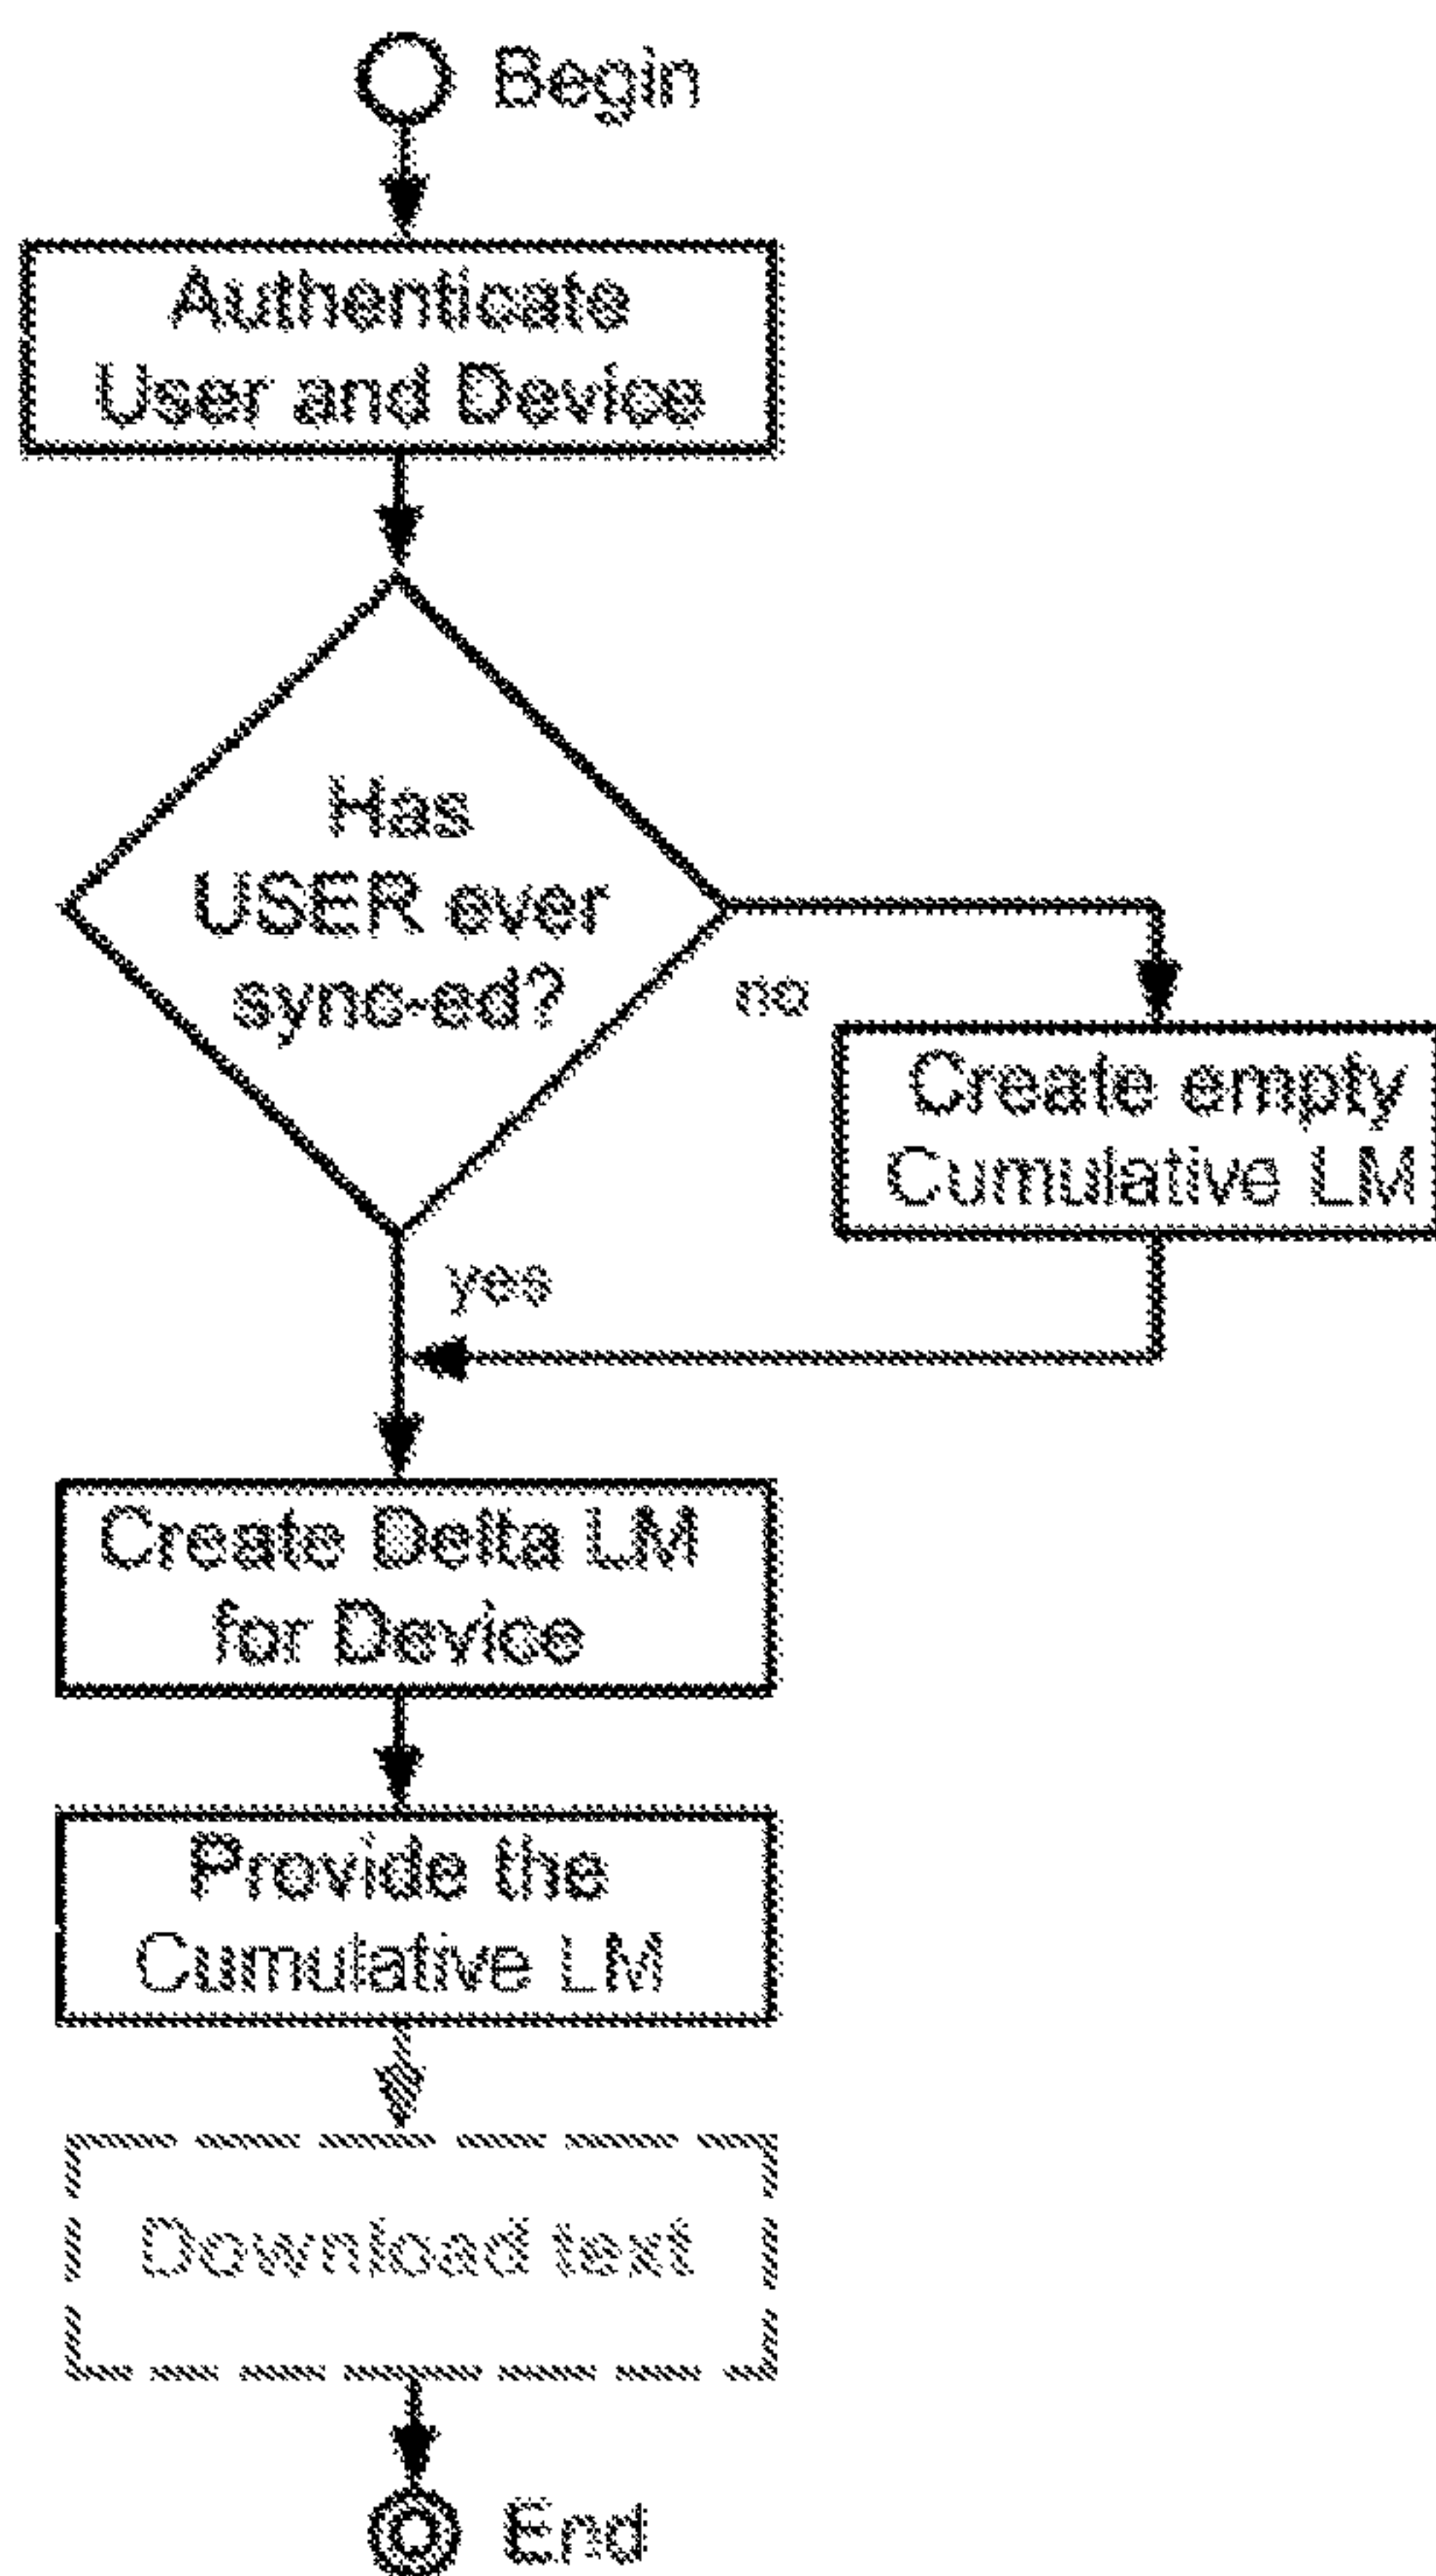 Begin
Authenticate
User and Device
Has
USER ever
sync-ed?
no
Create empty
Cumulative LM
yes
Create Delta LM
for Device
Provide the
Cumulative LM
Download text
End